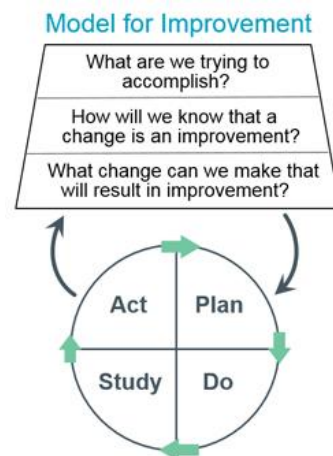 Model for Improvement
What are we trying to
accomplish?
How will we know that a
change is an improvement?
What change can we make that
will result in improvement?
Act
Plan
Study
Do